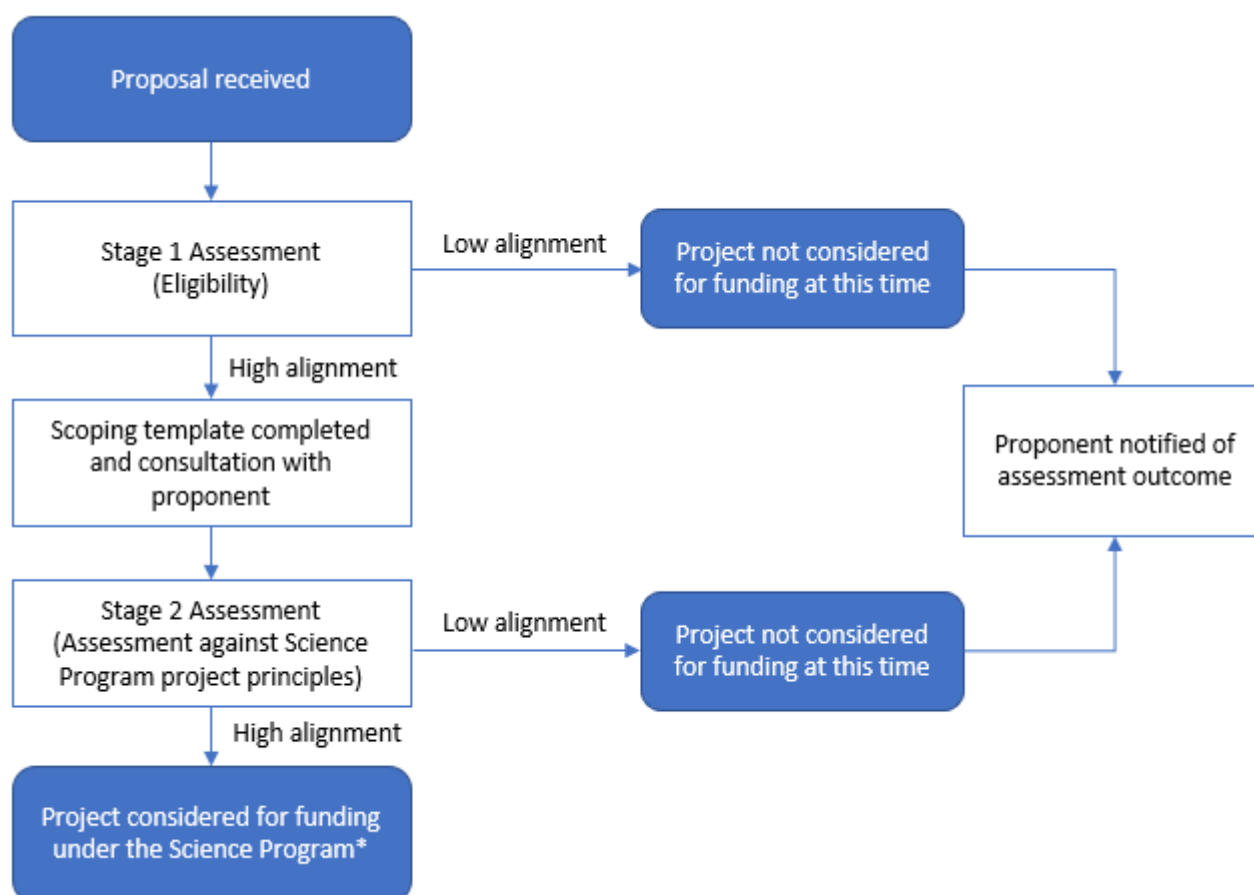 Proposal received
Stage 1 Assessment
(Eligibility)
Low alignment
Project not considered
for funding at this time
High alignment
Scoping template completed
and consultation with
proponent
Proponent notified of
assessment outcome
Stage 2 Assessment
(Assessment against Science
Program project principles)
Low alignment
Project not considered
for funding at this time
High alignment
Project considered for funding
under the Science Program*